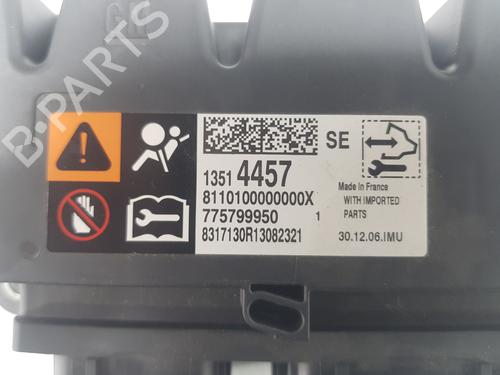 B-PARTS
SE
1351 4457
8110100000000X
775799950 1
8317130R13082321
Made in France
WITH IMPORTED
PARTS
30.12.06.IMU